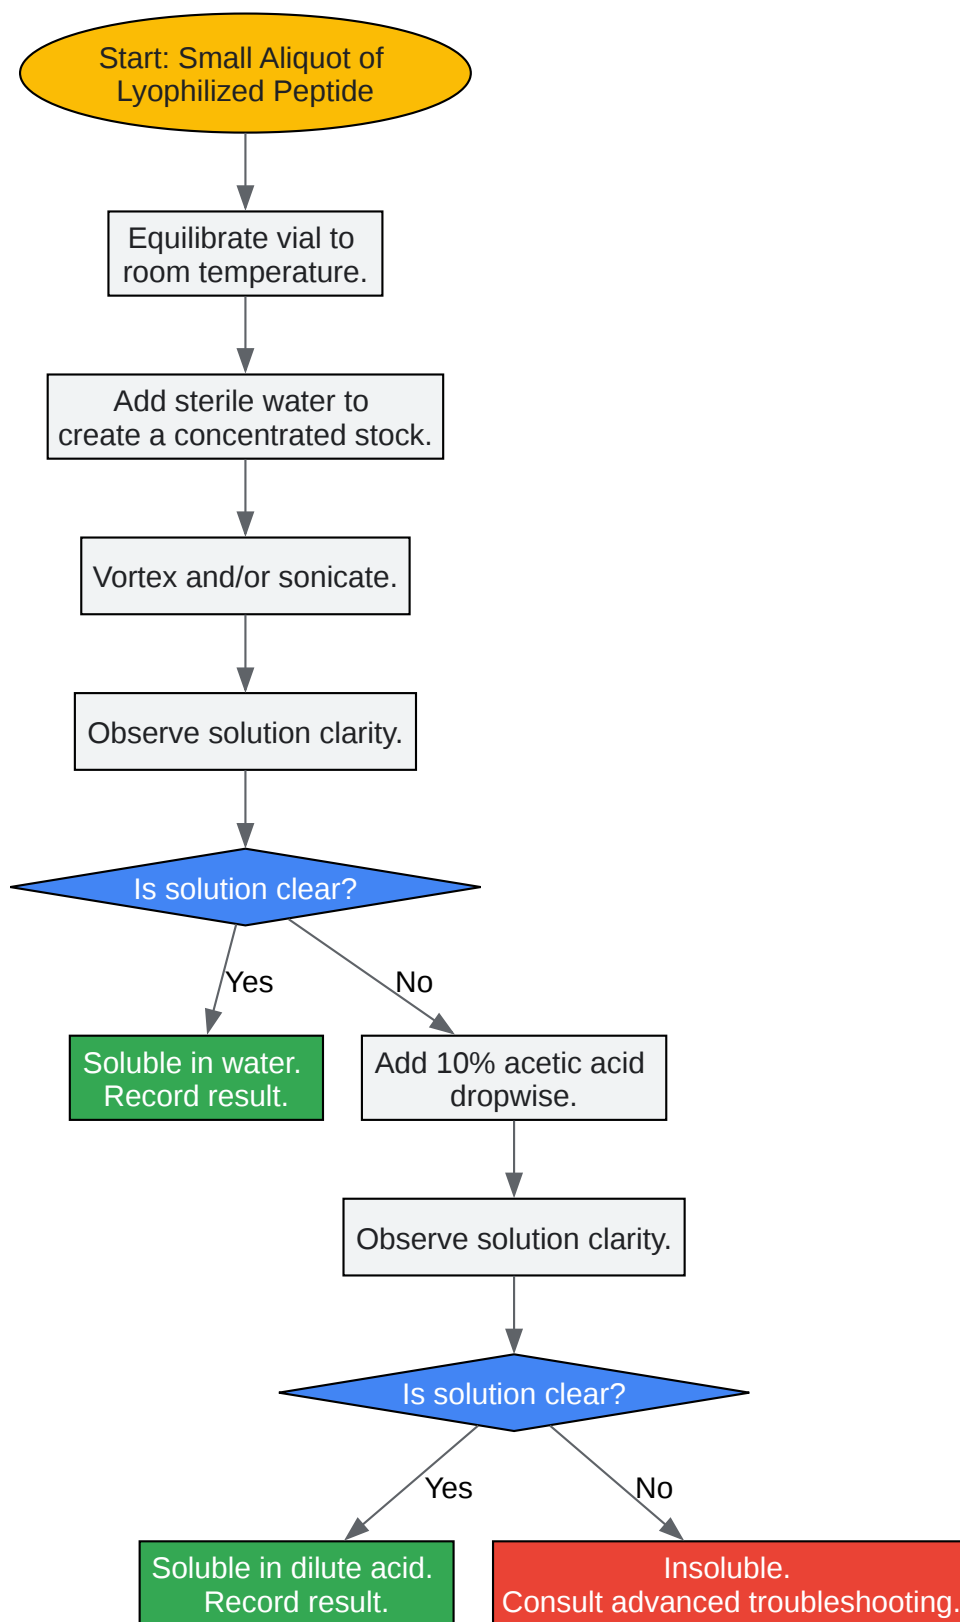 Start: Small Aliquot of
Lyophilized Peptide
Equilibrate vial to
room temperature.
Add sterile water to
create a concentrated stock.
Vortex and/or sonicate.
Observe solution clarity.
Is solution clear?
Yes
No
Soluble in water.
Record result.
Add 10% acetic acid
dropwise.
Observe solution clarity.
Is solution clear?
Yes
No
Soluble in dilute acid.
Record result.
Insoluble.
Consult advanced troubleshooting.